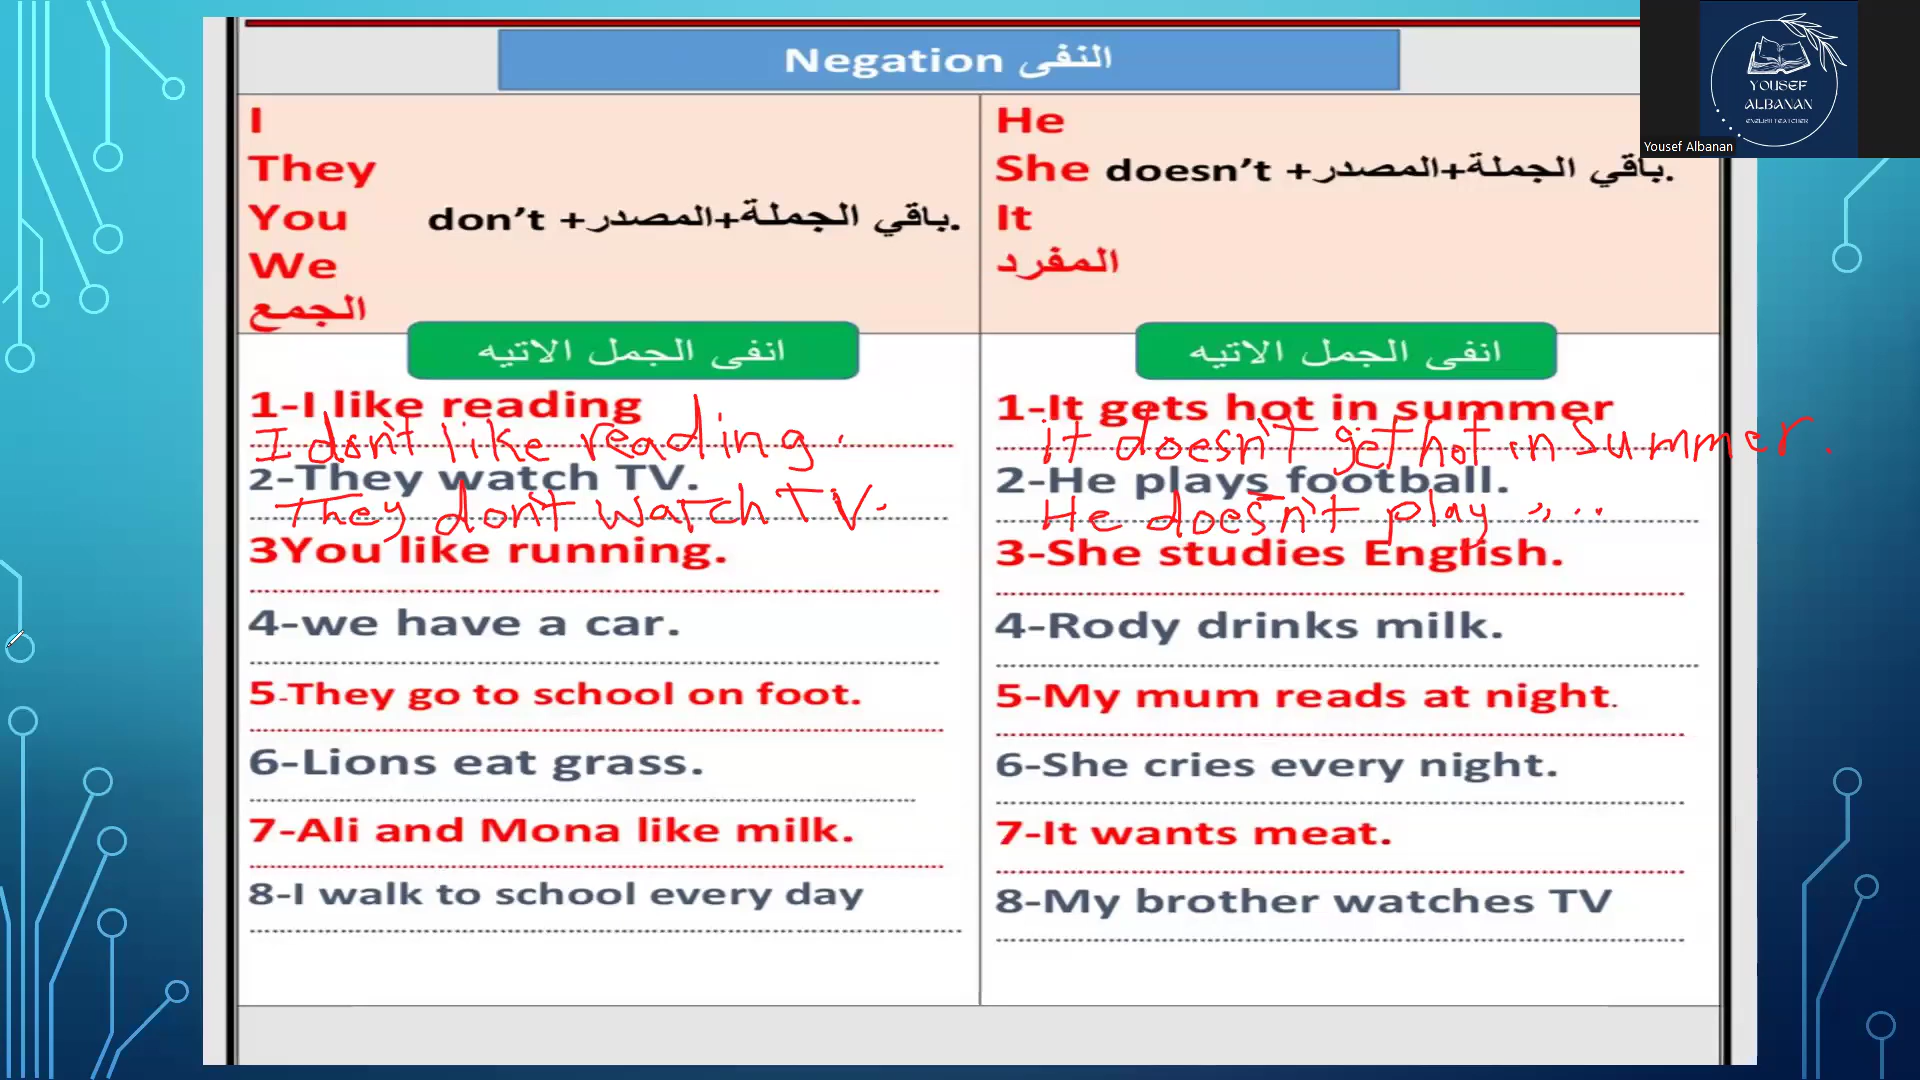 Negation النفى
I
They
You don't +المصدر+باقي الجملة.
We
الجمع
He
She doesn't +المصدر+باقي الجملة.
It
المفرد
انفى الجمل الاتيه
1-I like reading
I don't like reading.
2-They watch TV.
They don't watch TV.
3You like running.
4-we have a car.
5-They go to school on foot.
6-Lions eat grass.
7-Ali and Mona like milk.
8-I walk to school every day
انفى الجمل الاتيه
1-It gets hot in summer
it doesn't get hot in summer.
2-He plays football.
He doesn't play ....
3-She studies English.
4-Rody drinks milk.
5-My mum reads at night.
6-She cries every night.
7-It wants meat.
8-My brother watches TV
YOUSEF
ALBANAN
ENGLISH TEATCHER
Yousef Albanan